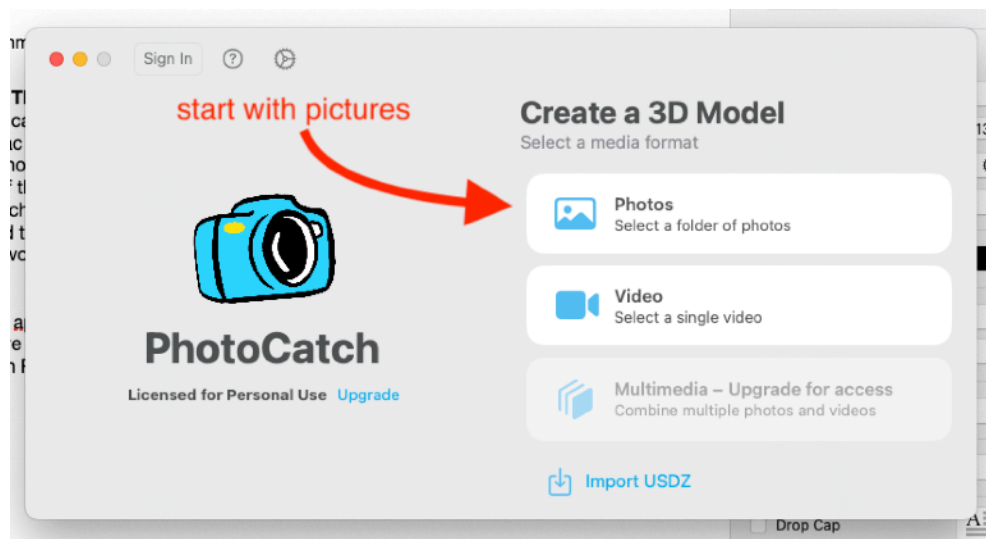 Sign In
start with pictures
Create a 3D Model
Select a media format
Photos
Select a folder of photos
Video
Select a single video
PhotoCatch
Licensed for Personal Use Upgrade
Multimedia – Upgrade for access
Combine multiple photos and videos
Import USDZ
Drop Cap